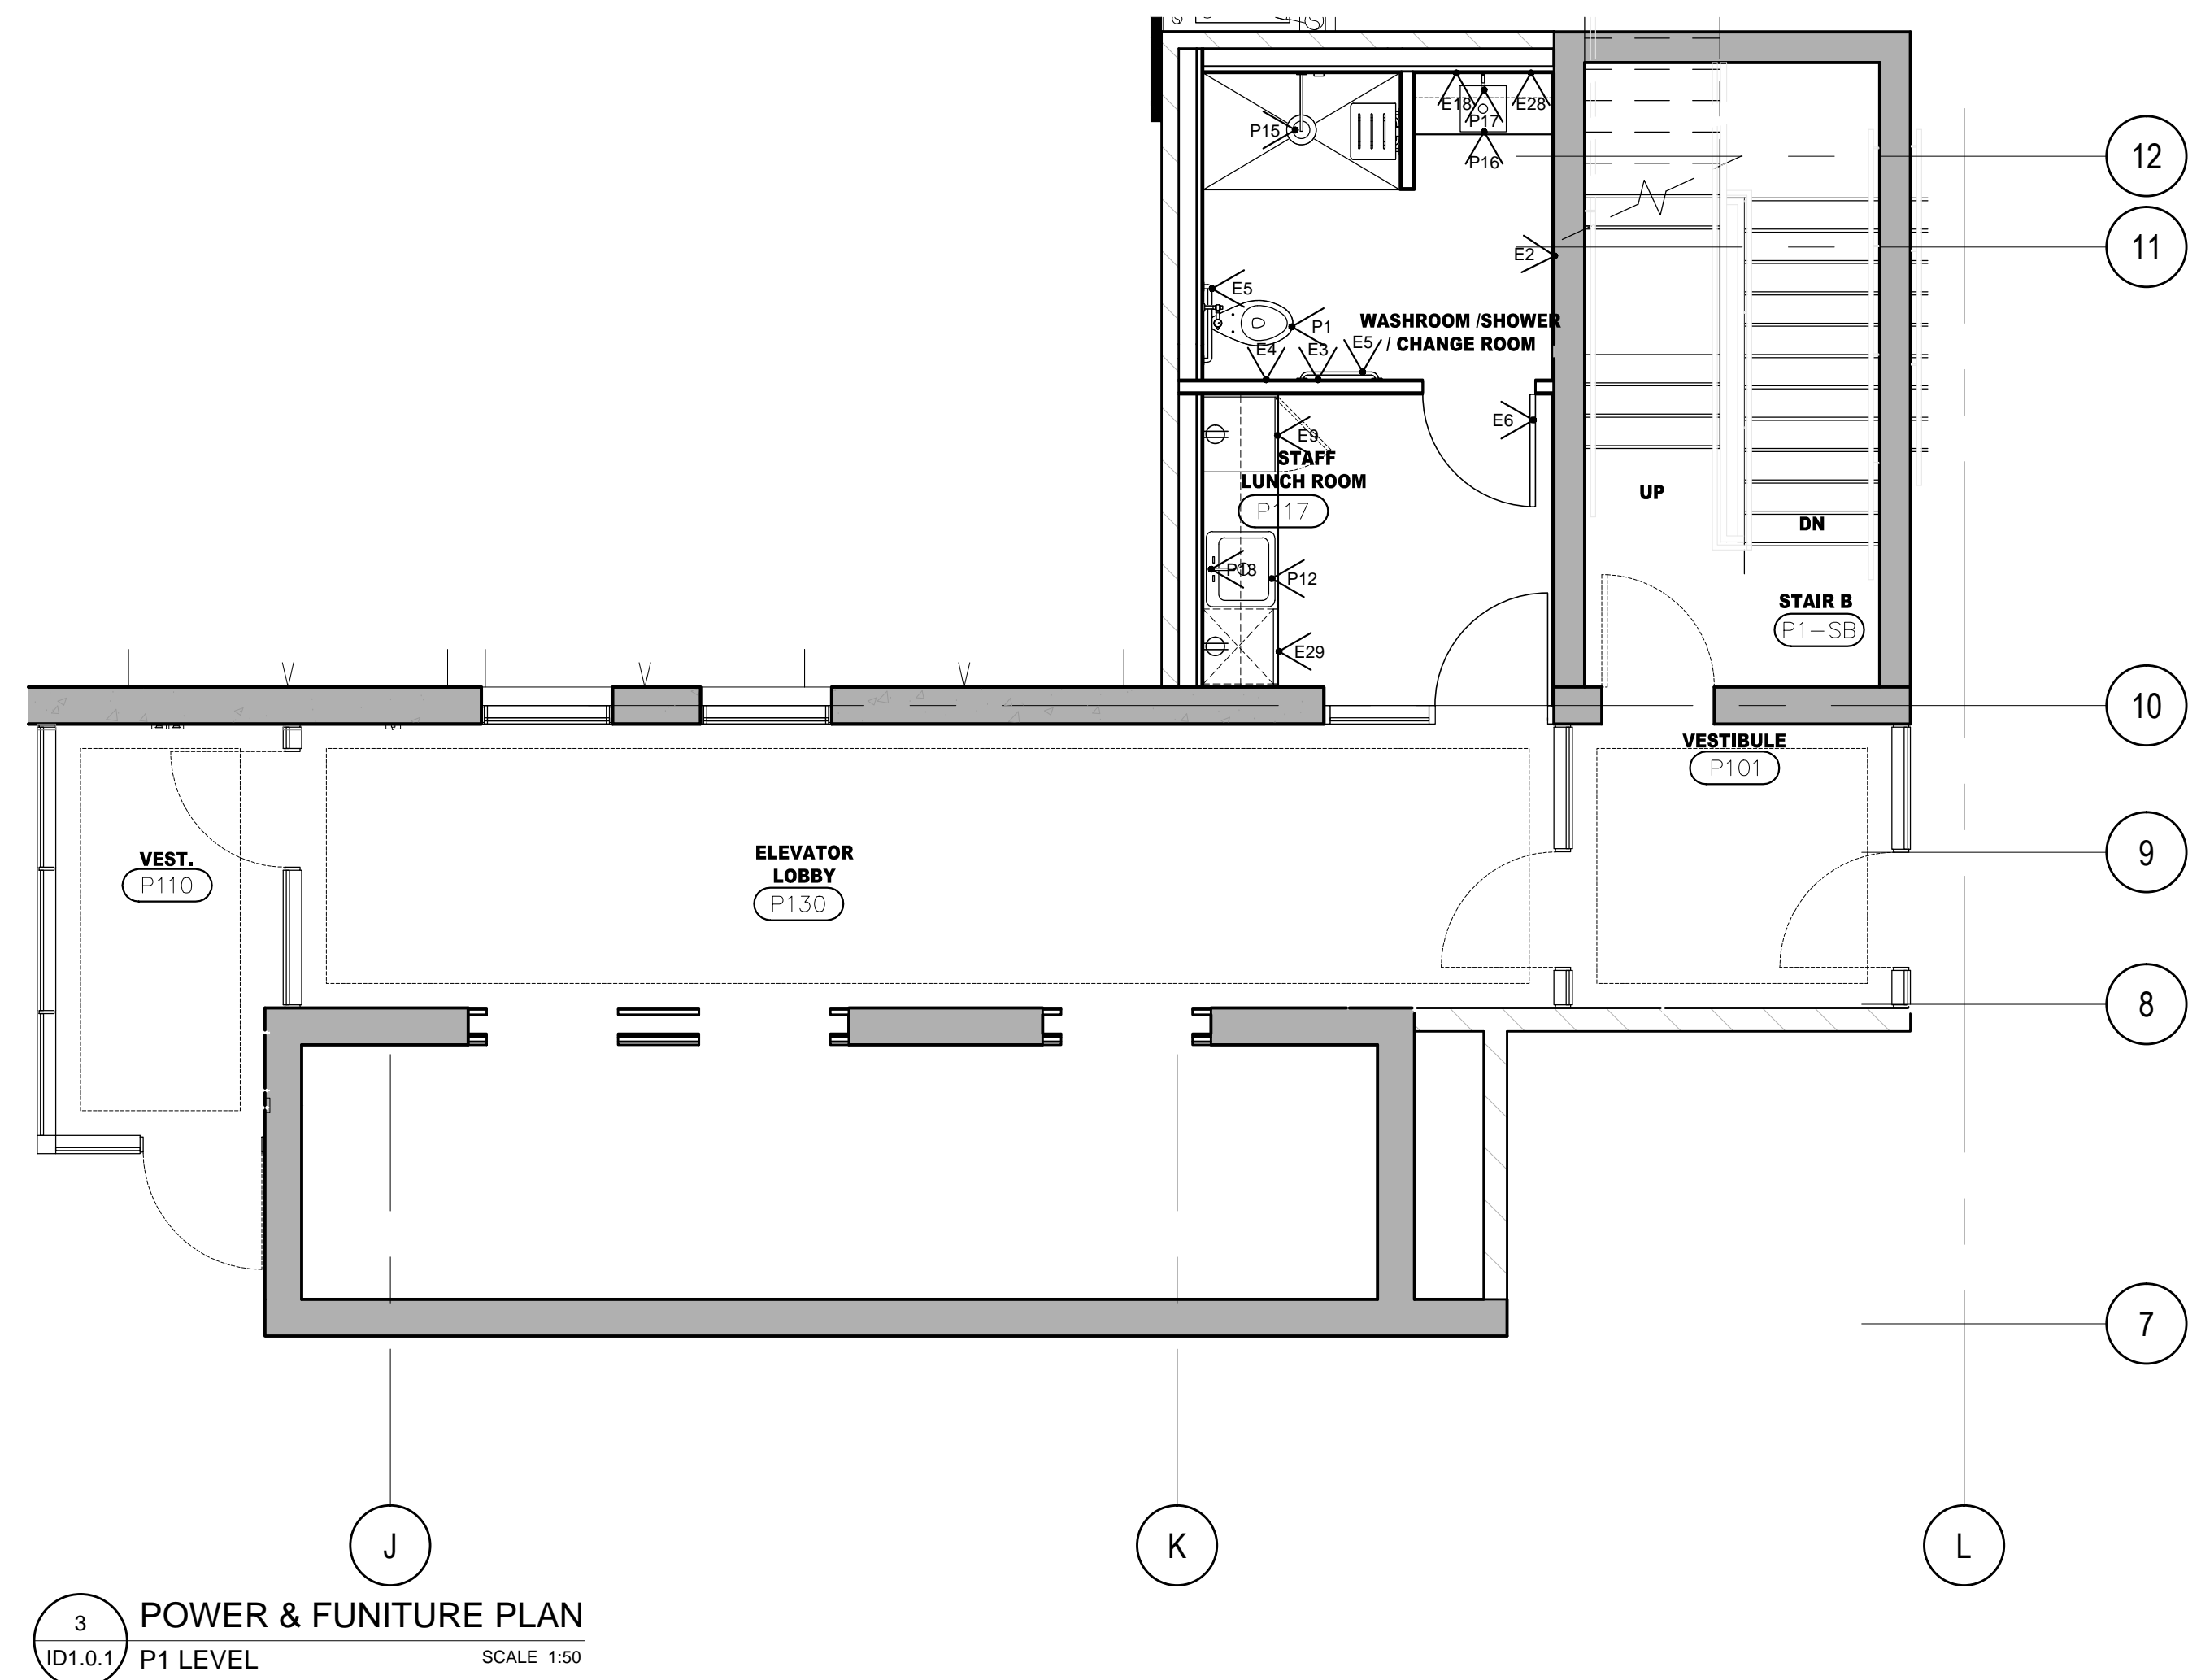 E18
E28
P17
P15
P16
12
E2
11
E5
P1
WASHROOM /SHOWER
/ CHANGE ROOM
E4
E3
E5
E6
E9
STAFF
LUNCH ROOM
P117
UP
DN
P13
P12
STAIR B
P1-SB
E29
10
VESTIBULE
P101
VEST.
P110
ELEVATOR
LOBBY
P130
9
8
7
J
K
L
3
POWER & FUNITURE PLAN
ID1.0.1
P1 LEVEL
SCALE 1:50